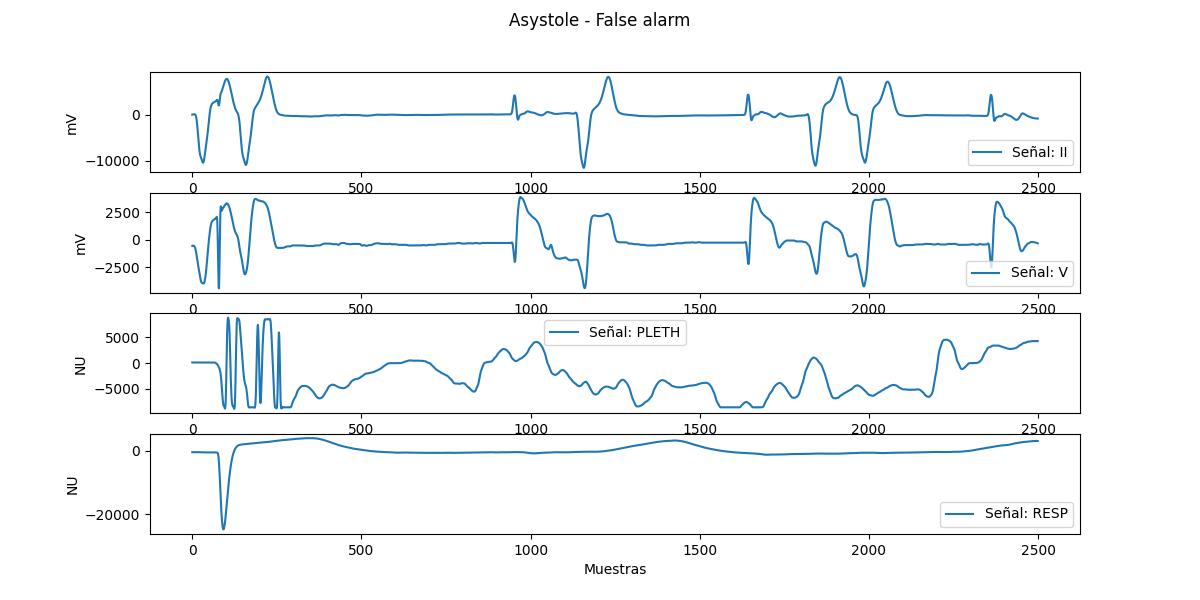 Asystole - False alarm
mV
0
−10000
Señal: II
0 500 1000 1500 2000 2500
mV
2500
0
−2500
Señal: V
0 500 1000 1500 2000 2500
NU
5000
0
−5000
Señal: PLETH
0 500 1000 1500 2000 2500
NU
0
−20000
Señal: RESP
0 500 1000 1500 2000 2500
Muestras